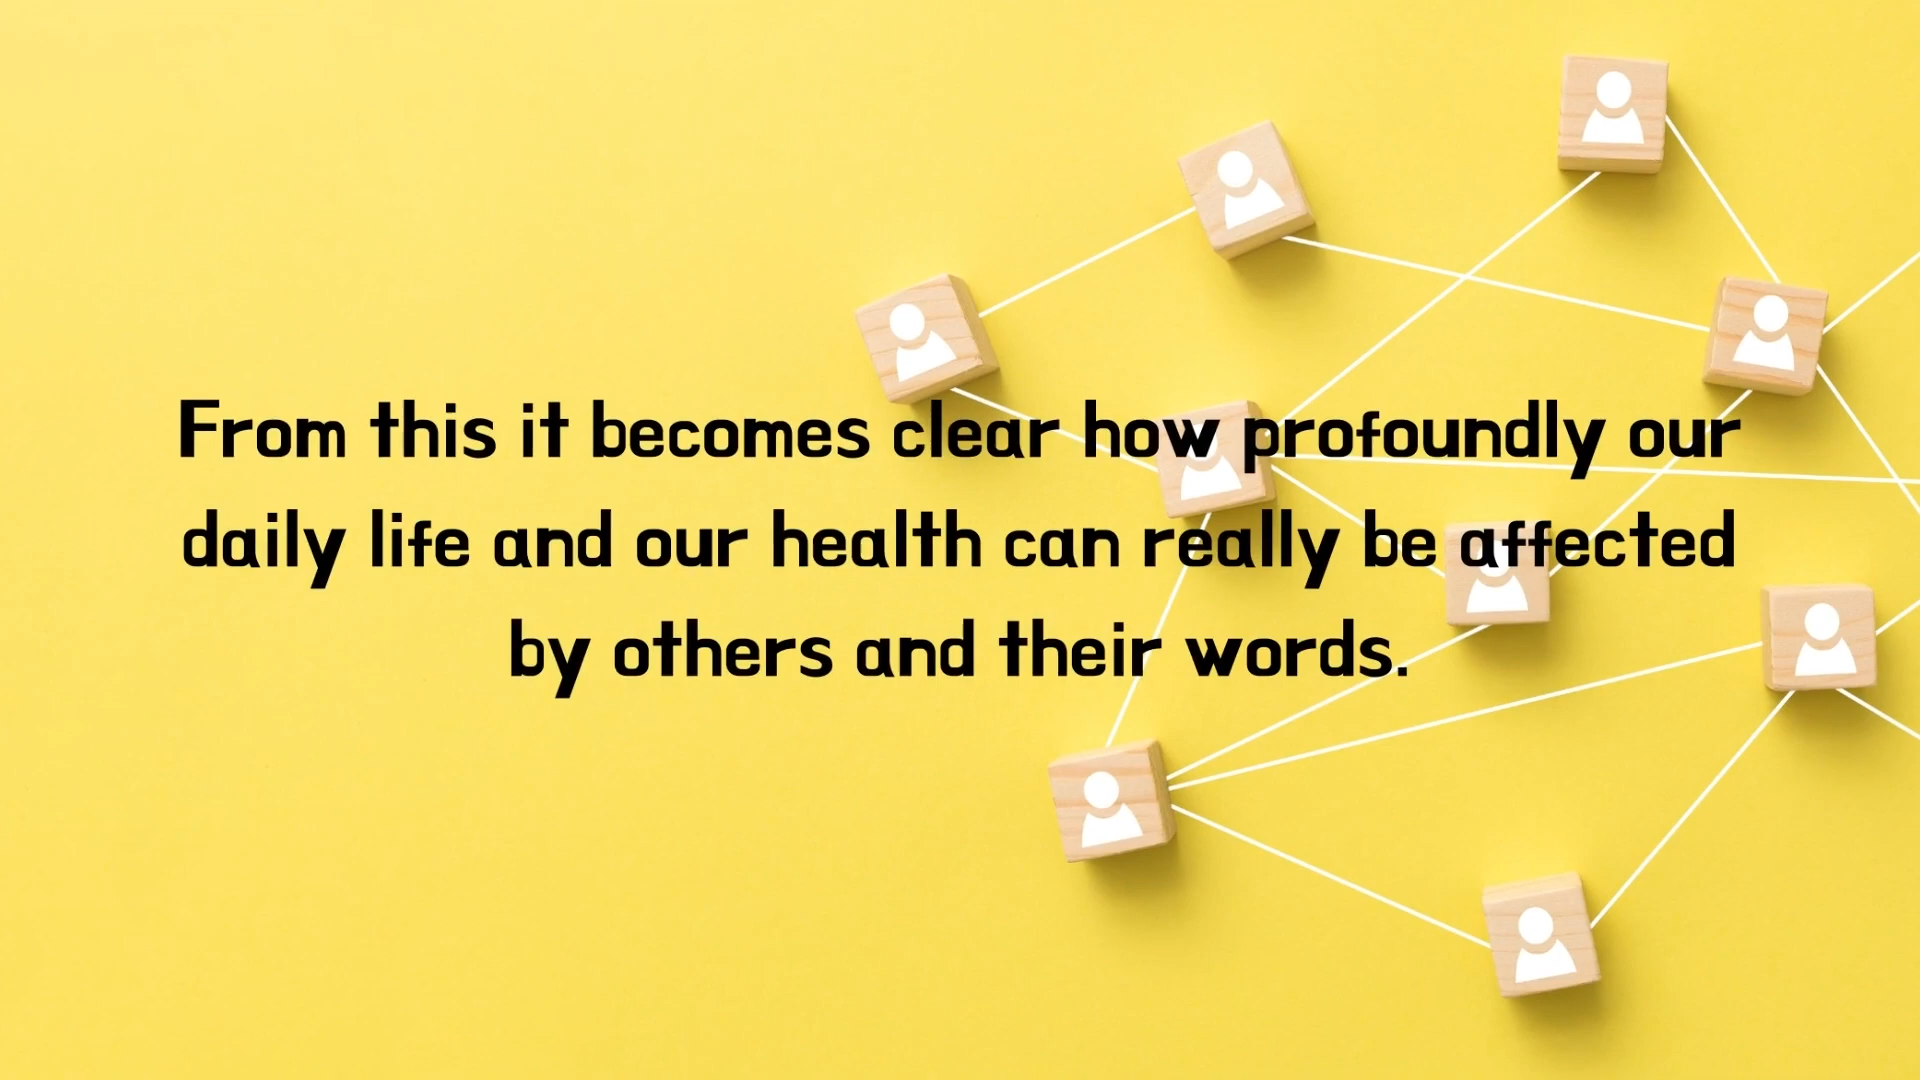 From this it becomes clear how profoundly our
daily life and our health can really be affected
by others and their words.